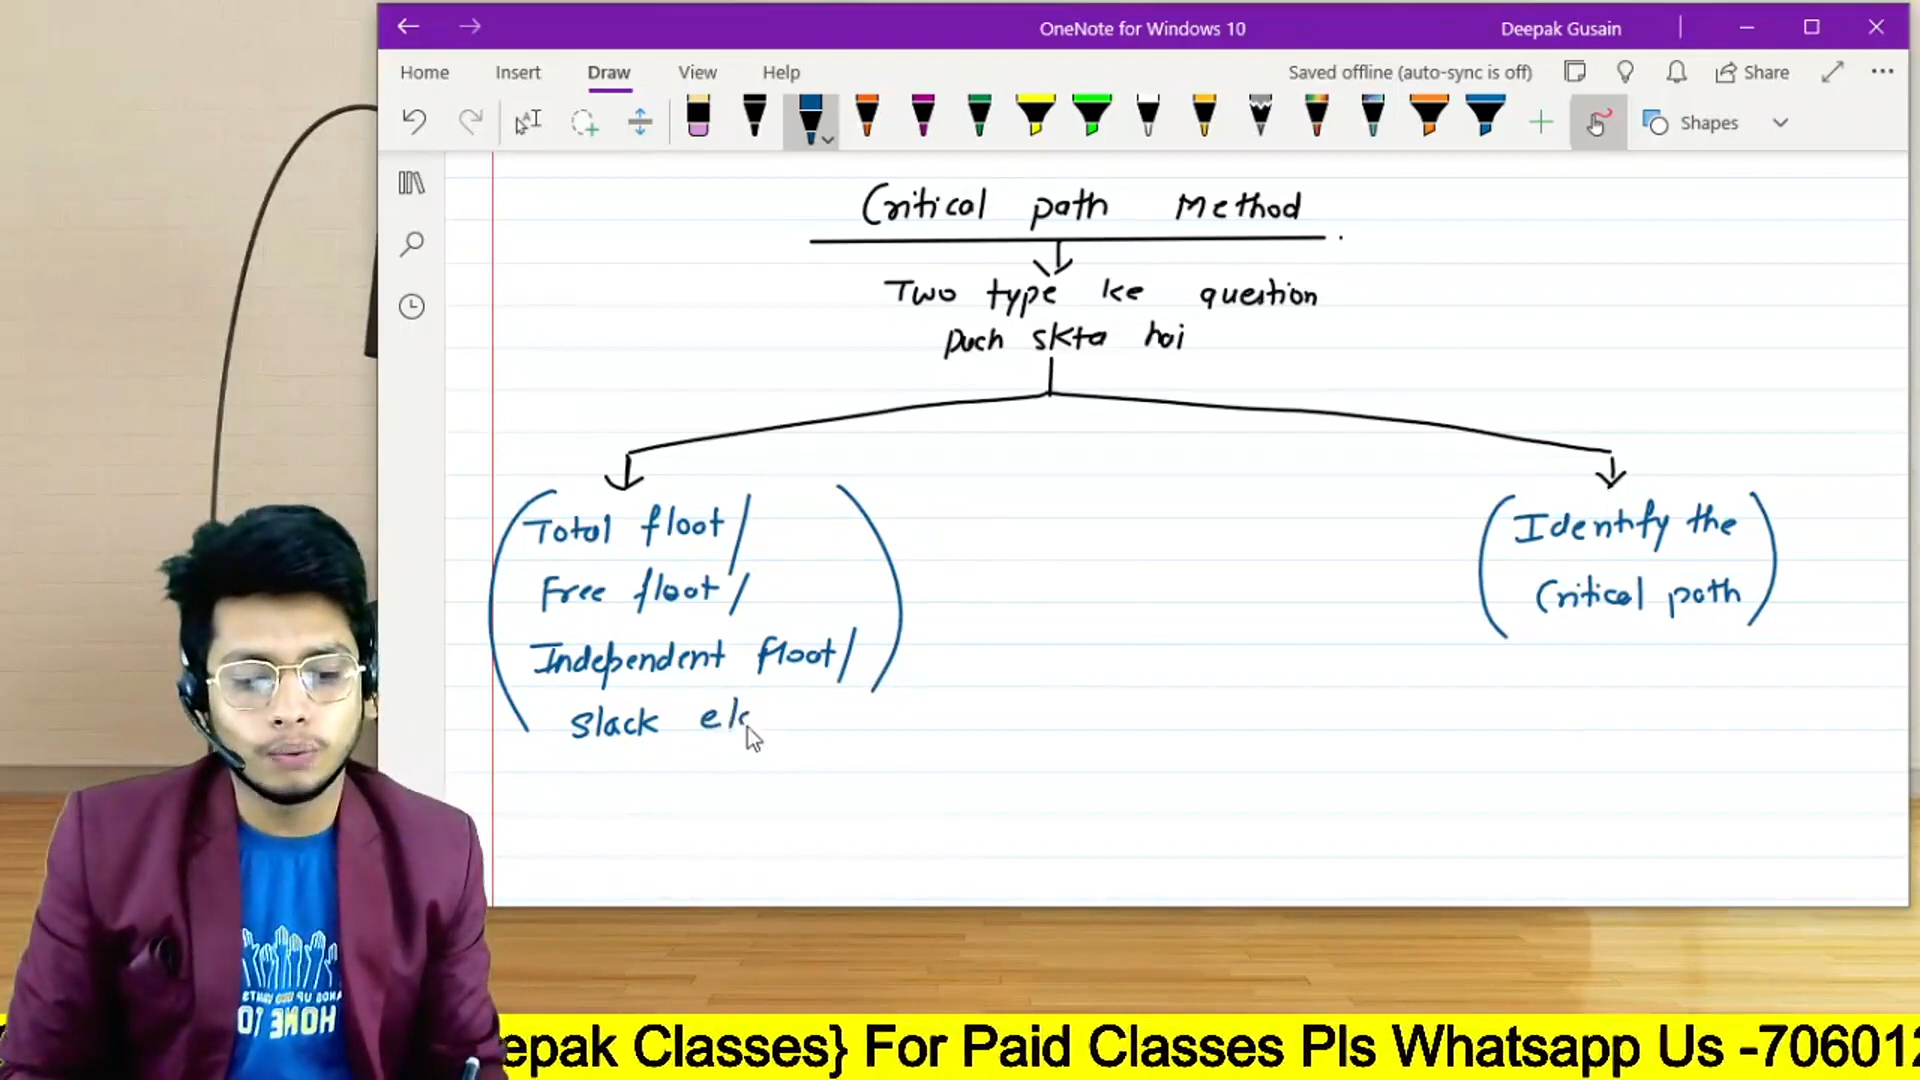 OneNote for Windows 10
Deepak Gusain
Home Insert Draw View Help
Saved offline (auto-sync is off)
Share
Shapes
Critical path Method
Two type ke question
Puch skta hai
Total float/
Free float/
Independent float/
Slack etc
Identify the
Critical path
HOME TO
epak Classes} For Paid Classes Pls Whatsapp Us -706012